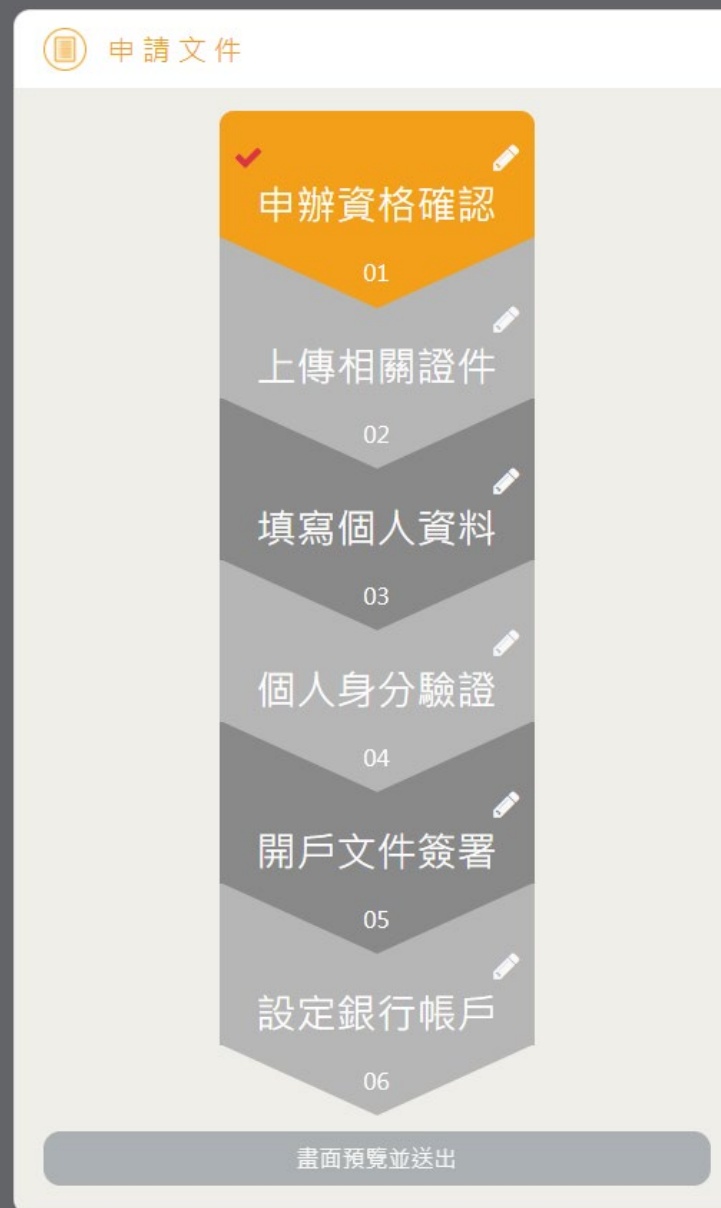 申請文件
申辦資格確認
01
上傳相關證件
02
填寫個人資料
03
個人身分驗證
04
開戶文件簽署
05
設定銀行帳戶
06
畫面預覽並送出